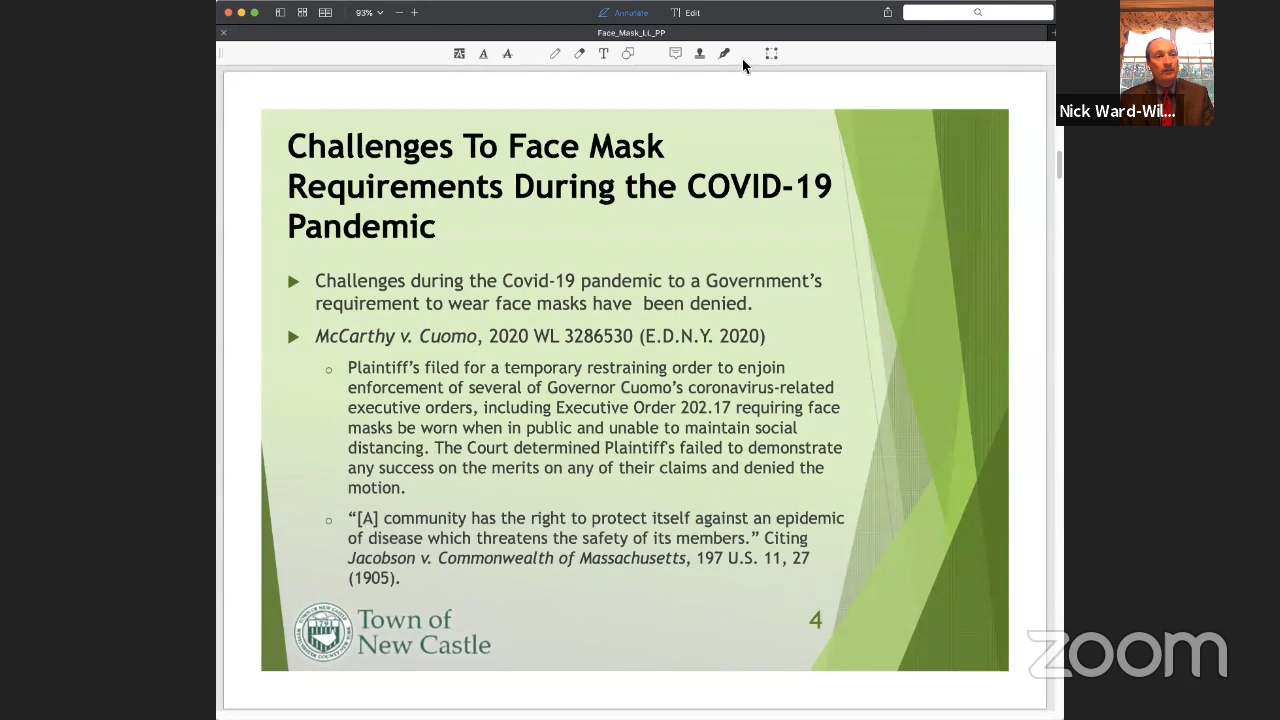 93%
Annotate
Edit
Face_Mask_LL_PP
Nick Ward-Wil...
Challenges To Face Mask
Requirements During the COVID-19
Pandemic
Challenges during the Covid-19 pandemic to a Government's
requirement to wear face masks have been denied.
McCarthy v. Cuomo, 2020 WL 3286530 (E.D.N.Y. 2020)
Plaintiff's filed for a temporary restraining order to enjoin
enforcement of several of Governor Cuomo's coronavirus-related
executive orders, including Executive Order 202.17 requiring face
masks be worn when in public and unable to maintain social
distancing. The Court determined Plaintiff's failed to demonstrate
any success on the merits on any of their claims and denied the
motion.
"[A] community has the right to protect itself against an epidemic
of disease which threatens the safety of its members." Citing
Jacobson v. Commonwealth of Massachusetts, 197 U.S. 11, 27
(1905).
Town of
New Castle
4
zoom